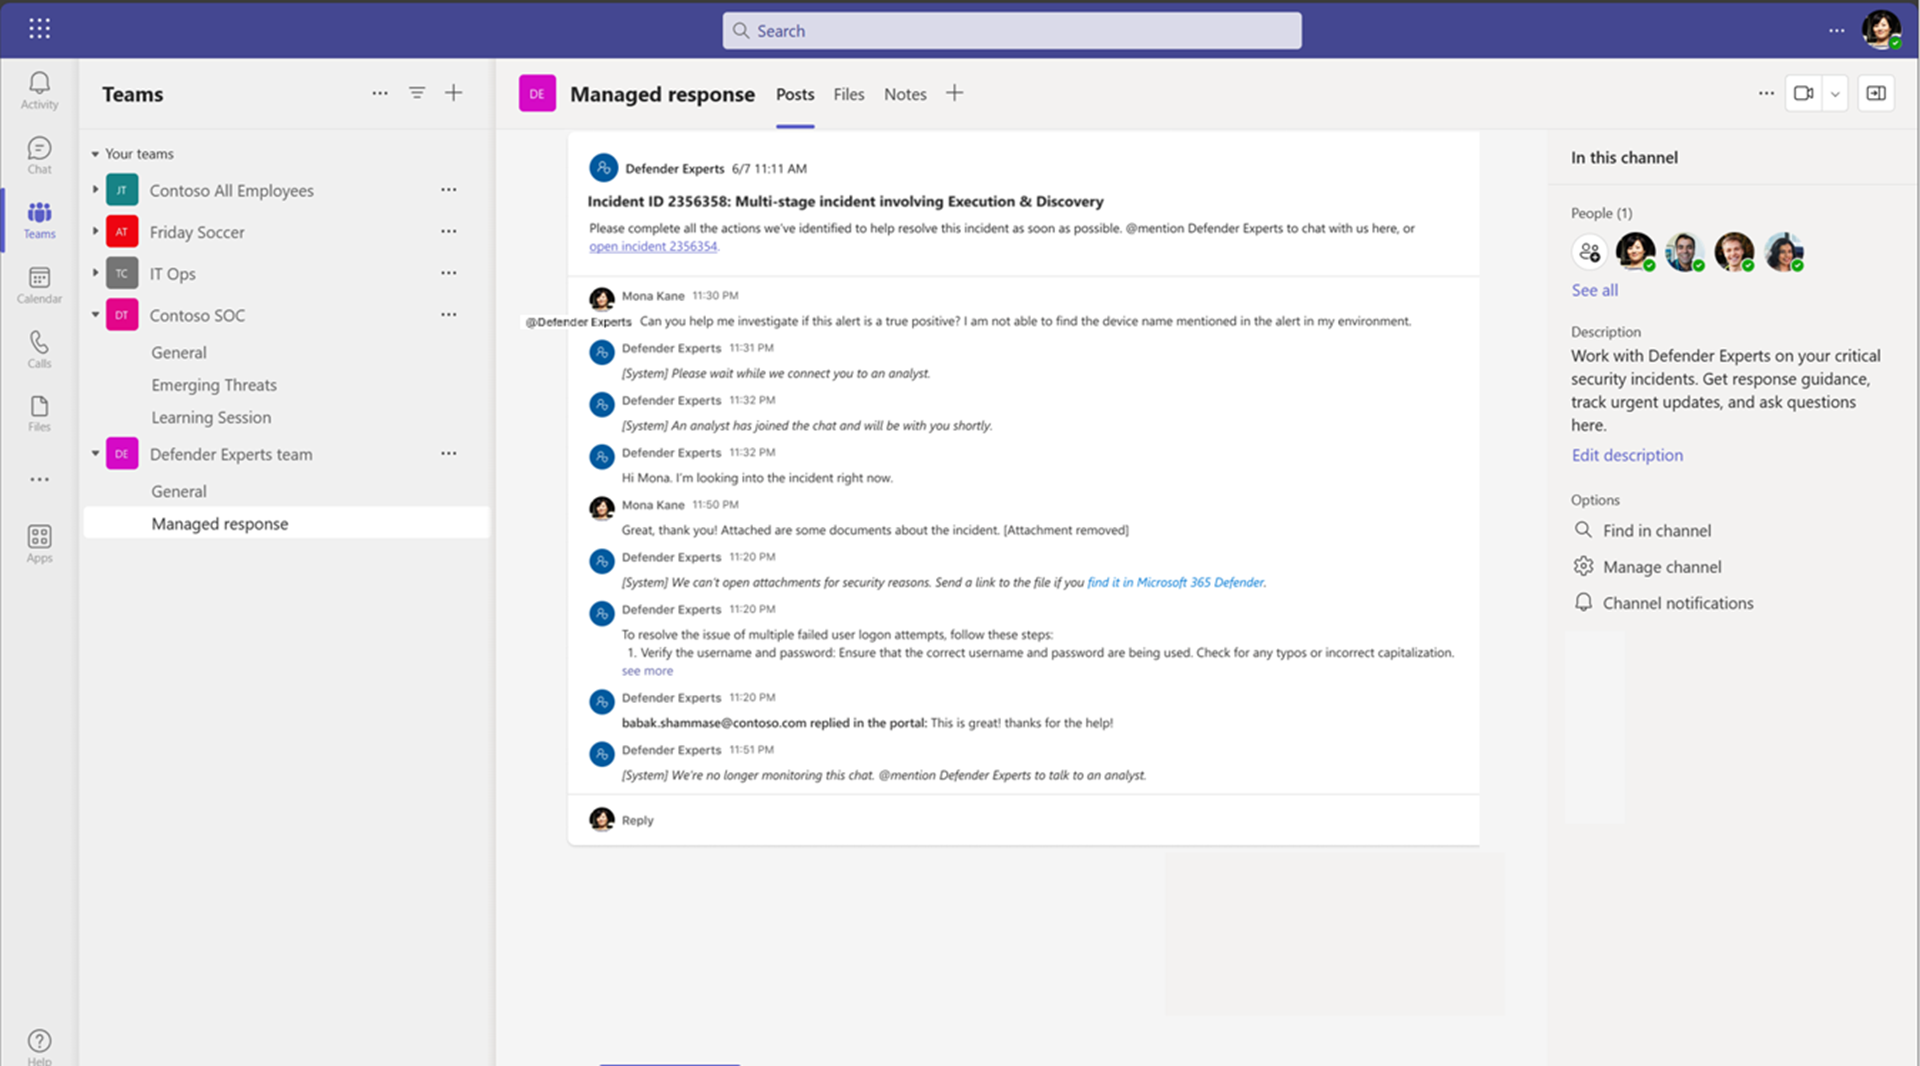 Search
Activity
Chat
Teams
Calendar
Calls
Files
Apps
Help
Teams
Your teams
JT Contoso All Employees
AT Friday Soccer
TC IT Ops
DT Contoso SOC
General
Emerging Threats
Learning Session
DE Defender Experts team
General
Managed response
DE Managed response Posts Files Notes
Defender Experts 6/7 11:11 AM
Incident ID 2356358: Multi-stage incident involving Execution & Discovery
Please complete all the actions we've identified to help resolve this incident as soon as possible. @mention Defender Experts to chat with us here, or
open incident 2356354.
Mona Kane 11:30 PM
@Defender Experts Can you help me investigate if this alert is a true positive? I am not able to find the device name mentioned in the alert in my environment.
Defender Experts 11:31 PM
[System] Please wait while we connect you to an analyst.
Defender Experts 11:32 PM
[System] An analyst has joined the chat and will be with you shortly.
Defender Experts 11:32 PM
Hi Mona. I'm looking into the incident right now.
Mona Kane 11:50 PM
Great, thank you! Attached are some documents about the incident. [Attachment removed]
Defender Experts 11:20 PM
[System] We can't open attachments for security reasons. Send a link to the file if you find it in Microsoft 365 Defender.
Defender Experts 11:20 PM
To resolve the issue of multiple failed user logon attempts, follow these steps:
1. Verify the username and password: Ensure that the correct username and password are being used. Check for any typos or incorrect capitalization.
see more
Defender Experts 11:20 PM
babak.shammase@contoso.com replied in the portal: This is great! thanks for the help!
Defender Experts 11:51 PM
[System] We're no longer monitoring this chat. @mention Defender Experts to talk to an analyst.
Reply
In this channel
People (1)
See all
Description
Work with Defender Experts on your critical
security incidents. Get response guidance,
track urgent updates, and ask questions
here.
Edit description
Options
Find in channel
Manage channel
Channel notifications